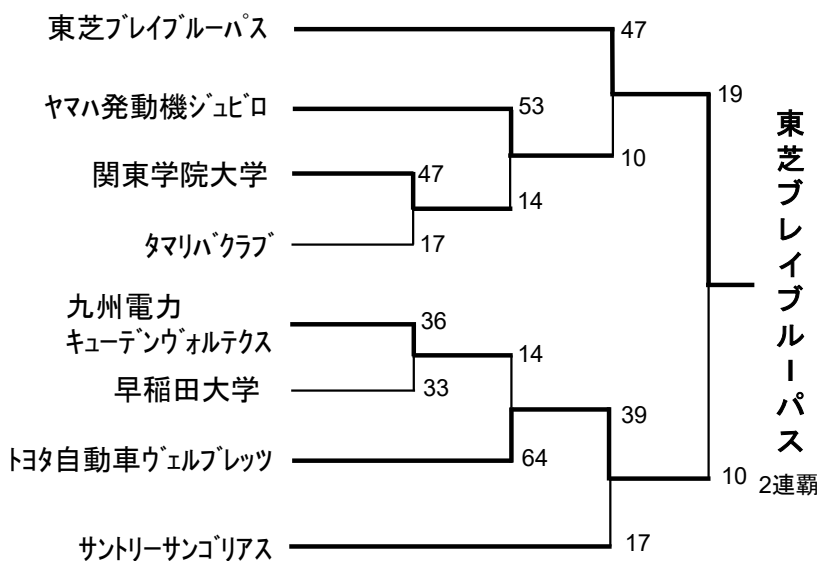 東芝ブレイブルーパス
47
19
ヤマハ発動機ジュビロ
53
10
関東学院大学
47
14
タマリバクラブ
17
九州電力
キューデンヴォルテクス
36
14
早稲田大学
33
39
トヨタ自動車ヴェルブレッツ
64
10
サントリーサンゴリアス
17
東芝ブレイブルーパス
2連覇